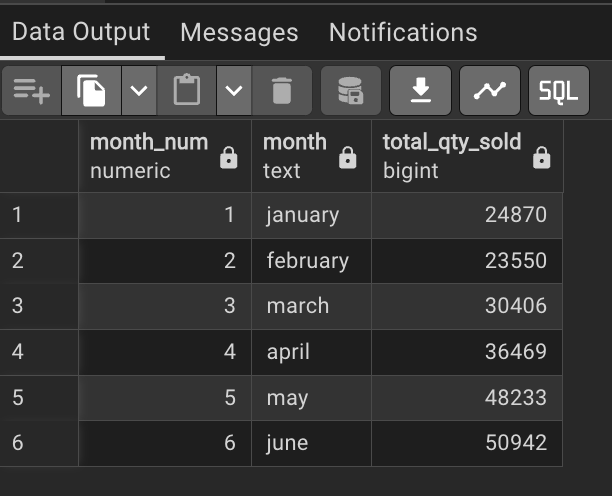 Data Output Messages Notifications
SQL
month_num month total_qty_sold
numeric text bigint
1 1 january 24870
2 2 february 23550
3 3 march 30406
4 4 april 36469
5 5 may 48233
6 6 june 50942